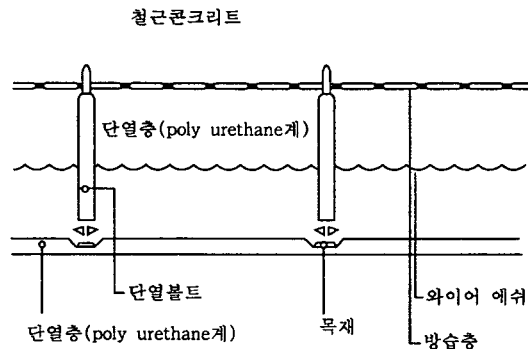 철근콘크리트
단열층(poly urethane계)
단열볼트
와이어 에쉬
단열층(poly urethane계)
목재
방습층